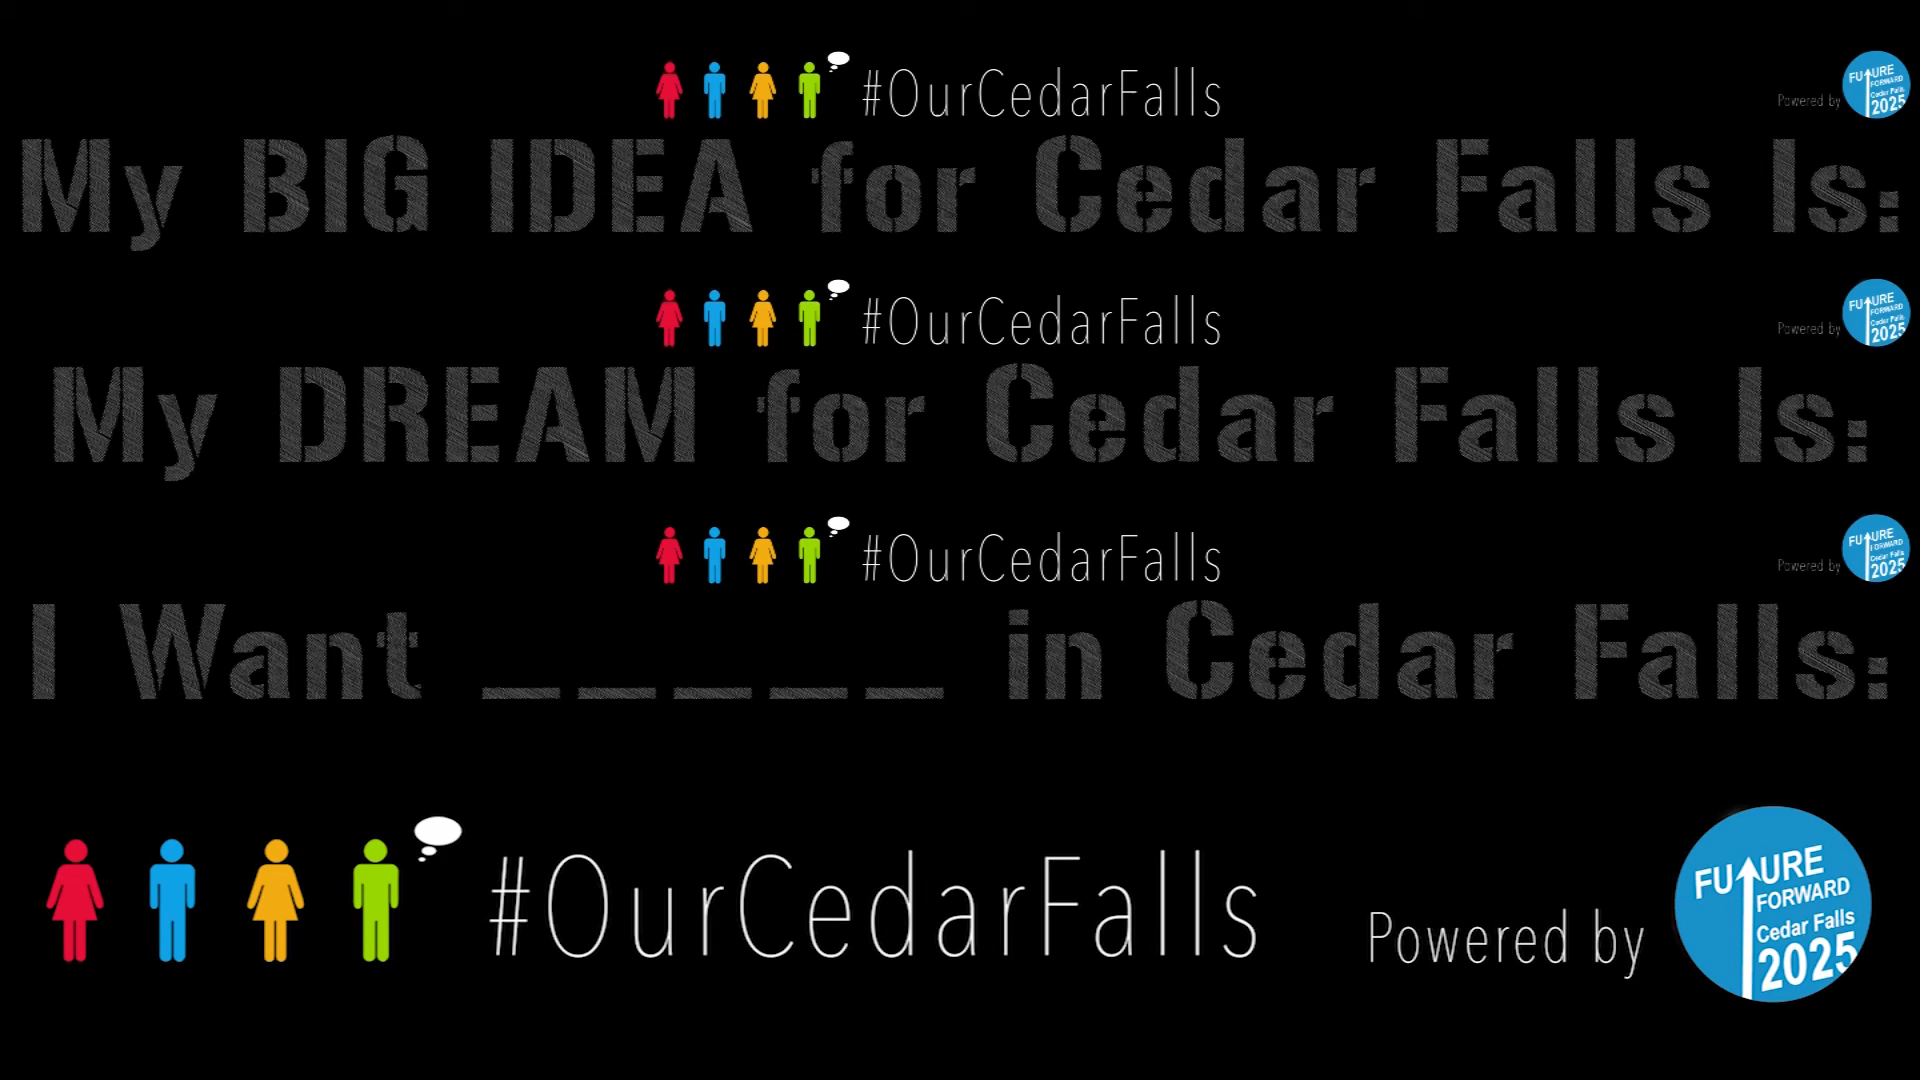 #OurCedarFalls
Powered by
FUTURE
FORWARD
Cedar Falls
2025
My BIG IDEA for Cedar Falls Is:
#OurCedarFalls
Powered by
FUTURE
FORWARD
Cedar Falls
2025
My DREAM for Cedar Falls Is:
#OurCedarFalls
Powered by
FUTURE
FORWARD
Cedar Falls
2025
I Want _____ in Cedar Falls:
#OurCedarFalls
Powered by
FUTURE
FORWARD
Cedar Falls
2025